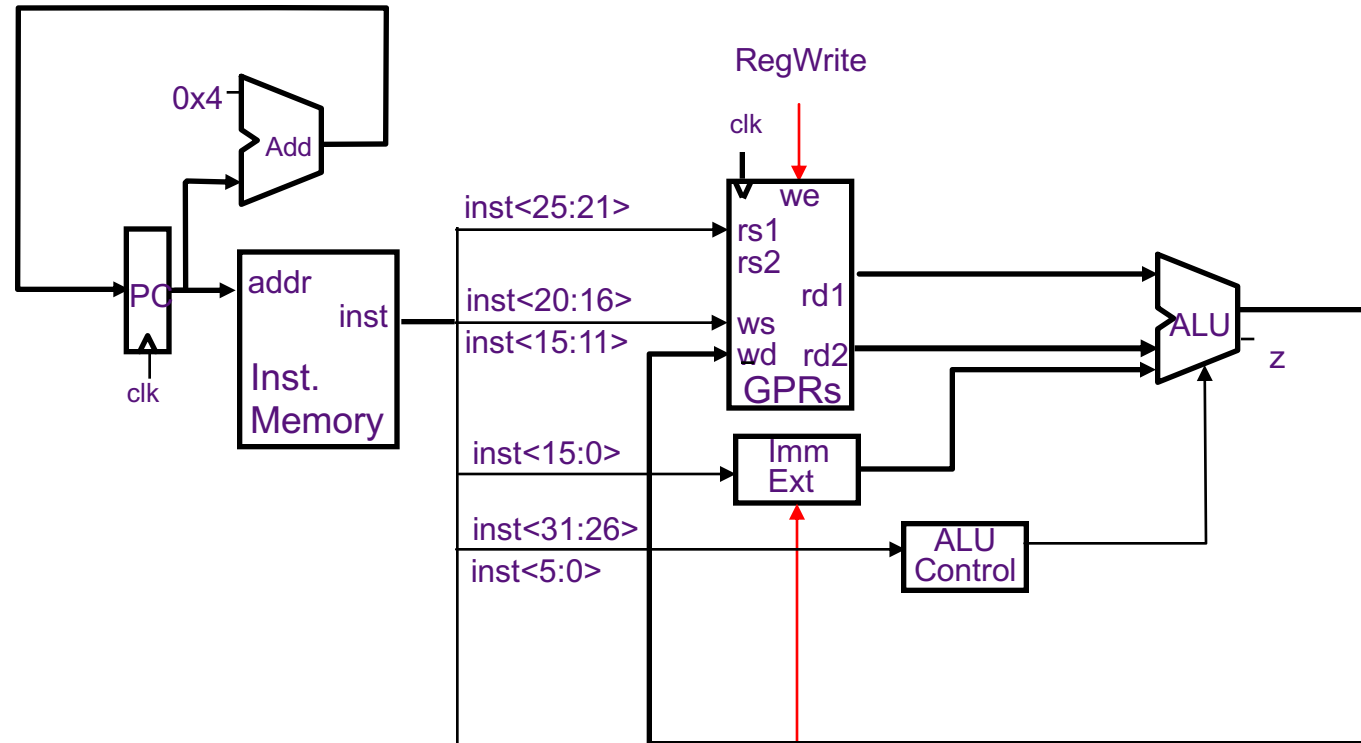 RegWrite
0x4
Add
clk
we
inst<25:21>
rs1
rs2
PC
addr
inst
clk
Inst.
Memory
inst<20:16>
inst<15:11>
rd1
ws
wd
rd2
GPRs
ALU
z
inst<15:0>
Imm
Ext
inst<31:26>
inst<5:0>
ALU
Control